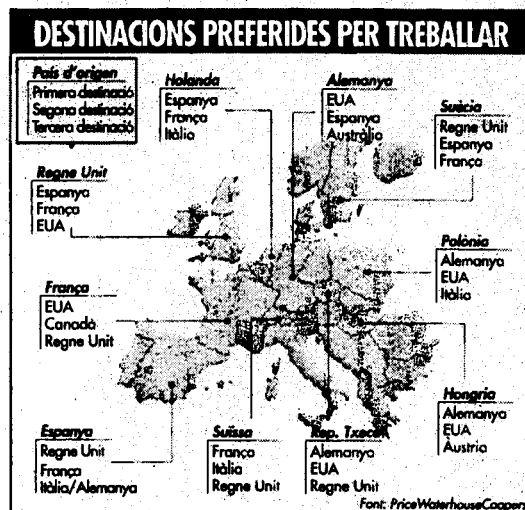 DESTINACIONS PREFERIDES PER TREBALLAR
País d'origen
Primera destinació
Segona destinació
Tercera destinació
Holanda
Espanya
França
Itàlia
Alemanya
EUA
Espanya
Austràlia
Suècia
Regne Unit
Espanya
França
Regne Unit
Espanya
França
EUA
Polònia
Alemanya
EUA
Itàlia
França
EUA
Canadà
Regne Unit
Hongria
Alemanya
EUA
Àustria
Espanya
Regne Unit
França
Itàlia/Alemanya
Suïssa
França
Itàlia
Regne Unit
Rep. Txeca
Alemanya
EUA
Regne Unit
Font: PriceWaterhouseCoopers